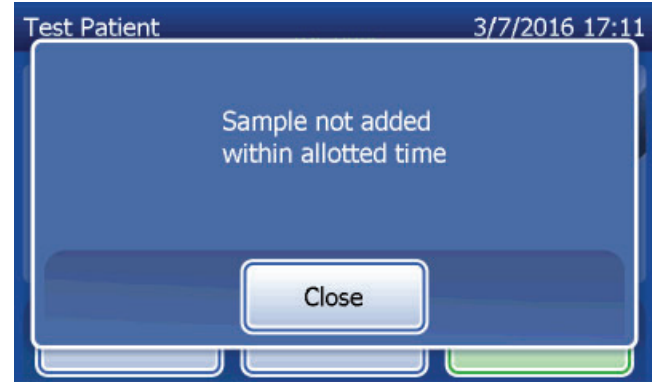 Test Patient 3/7/2016 17:11
Sample not added
within allotted time
Close